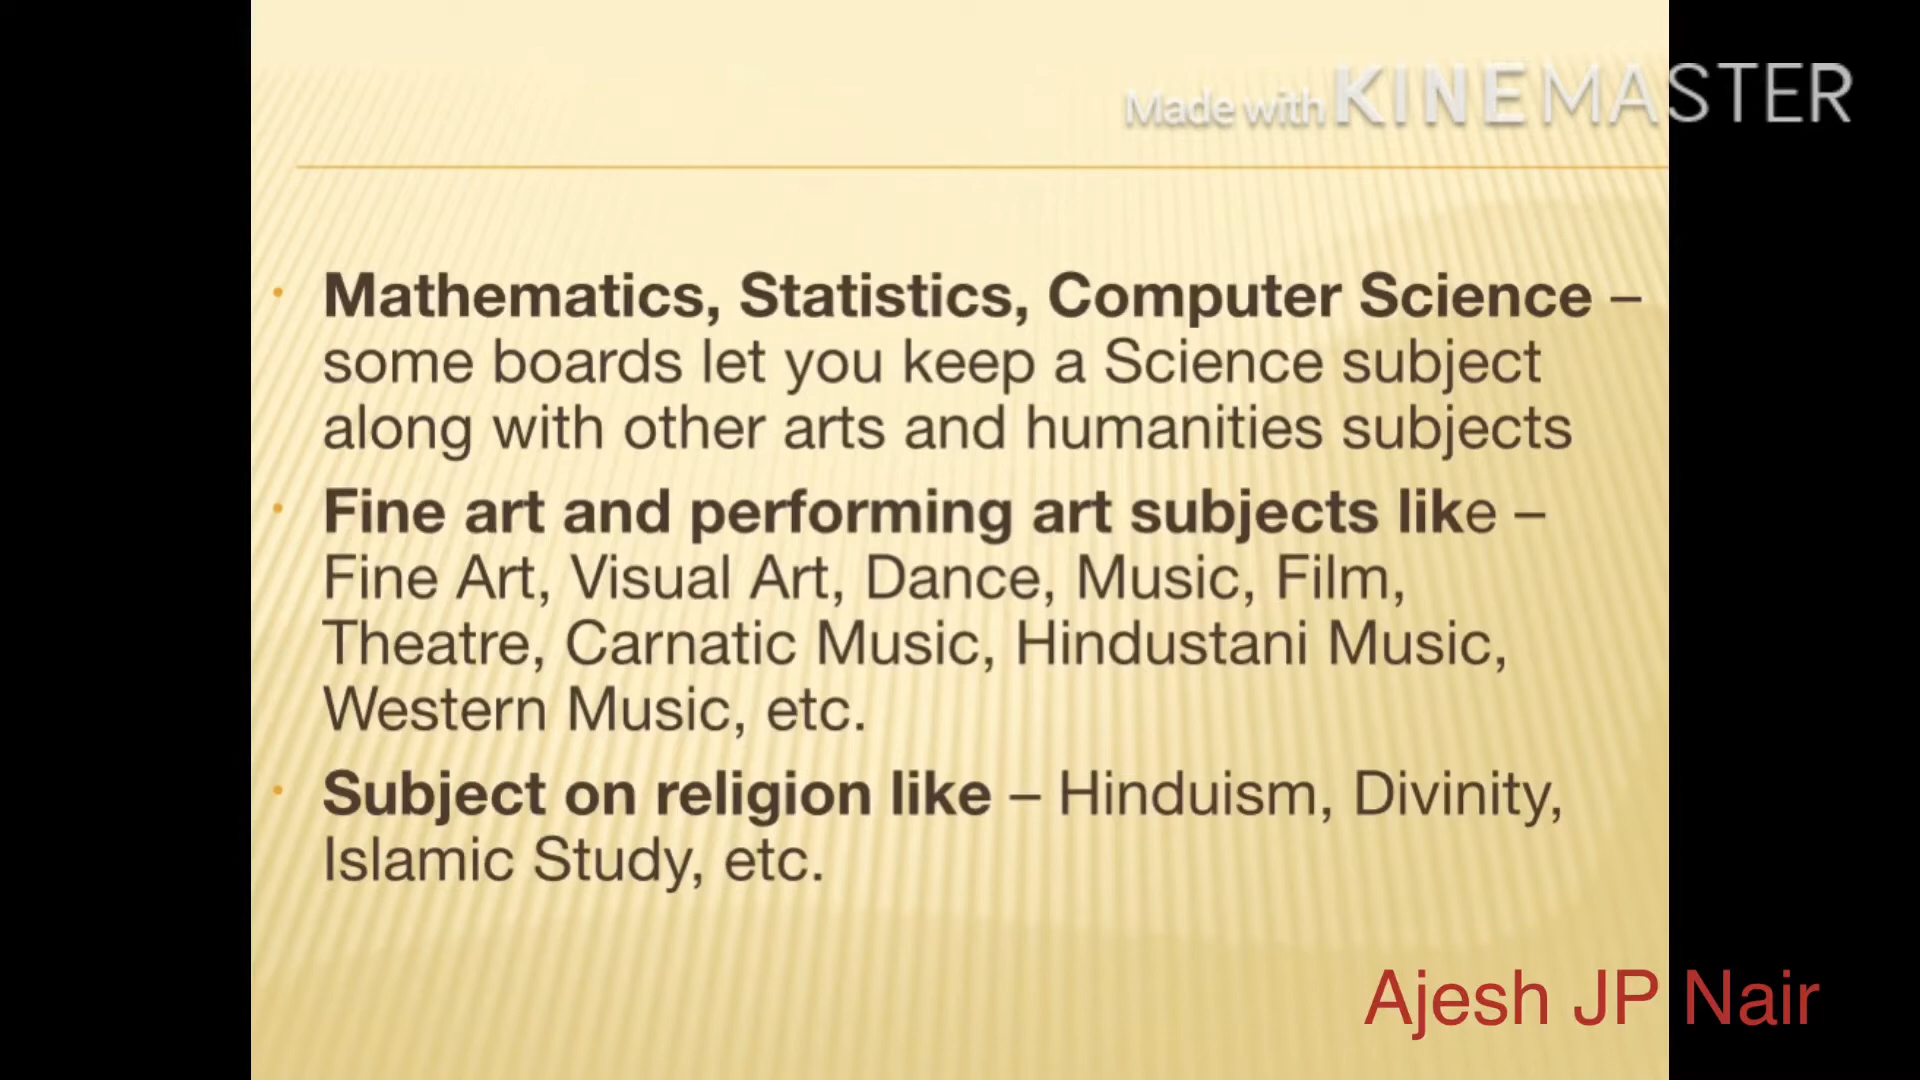 Made with KINEMASTER
• Mathematics, Statistics, Computer Science –
some boards let you keep a Science subject
along with other arts and humanities subjects
• Fine art and performing art subjects like –
Fine Art, Visual Art, Dance, Music, Film,
Theatre, Carnatic Music, Hindustani Music,
Western Music, etc.
• Subject on religion like – Hinduism, Divinity,
Islamic Study, etc.
Ajesh JP Nair